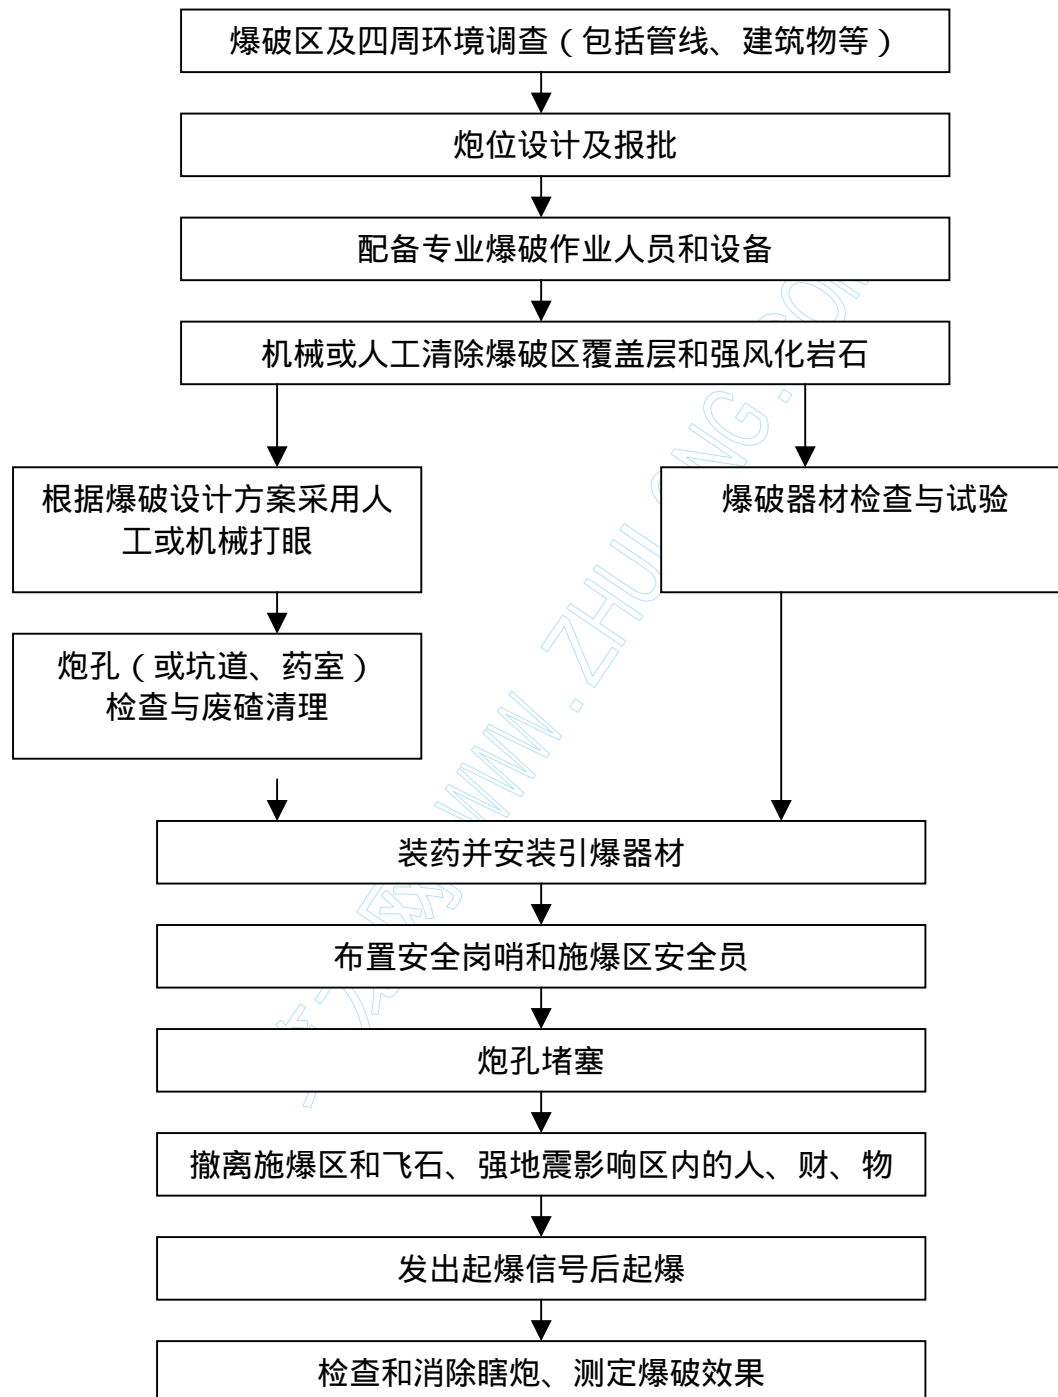 爆破区及四周环境调查（包括管线、建筑物等）
炮位设计及报批
配备专业爆破作业人员和设备
机械或人工清除爆破区覆盖层和强风化岩石
根据爆破设计方案采用人
工或机械打眼
爆破器材检查与试验
炮孔（或坑道、药室）
检查与废碴清理
装药并安装引爆器材
布置安全岗哨和施爆区安全员
炮孔堵塞
撤离施爆区和飞石、强地震影响区内的人、财、物
发出起爆信号后起爆
检查和消除瞎炮、测定爆破效果